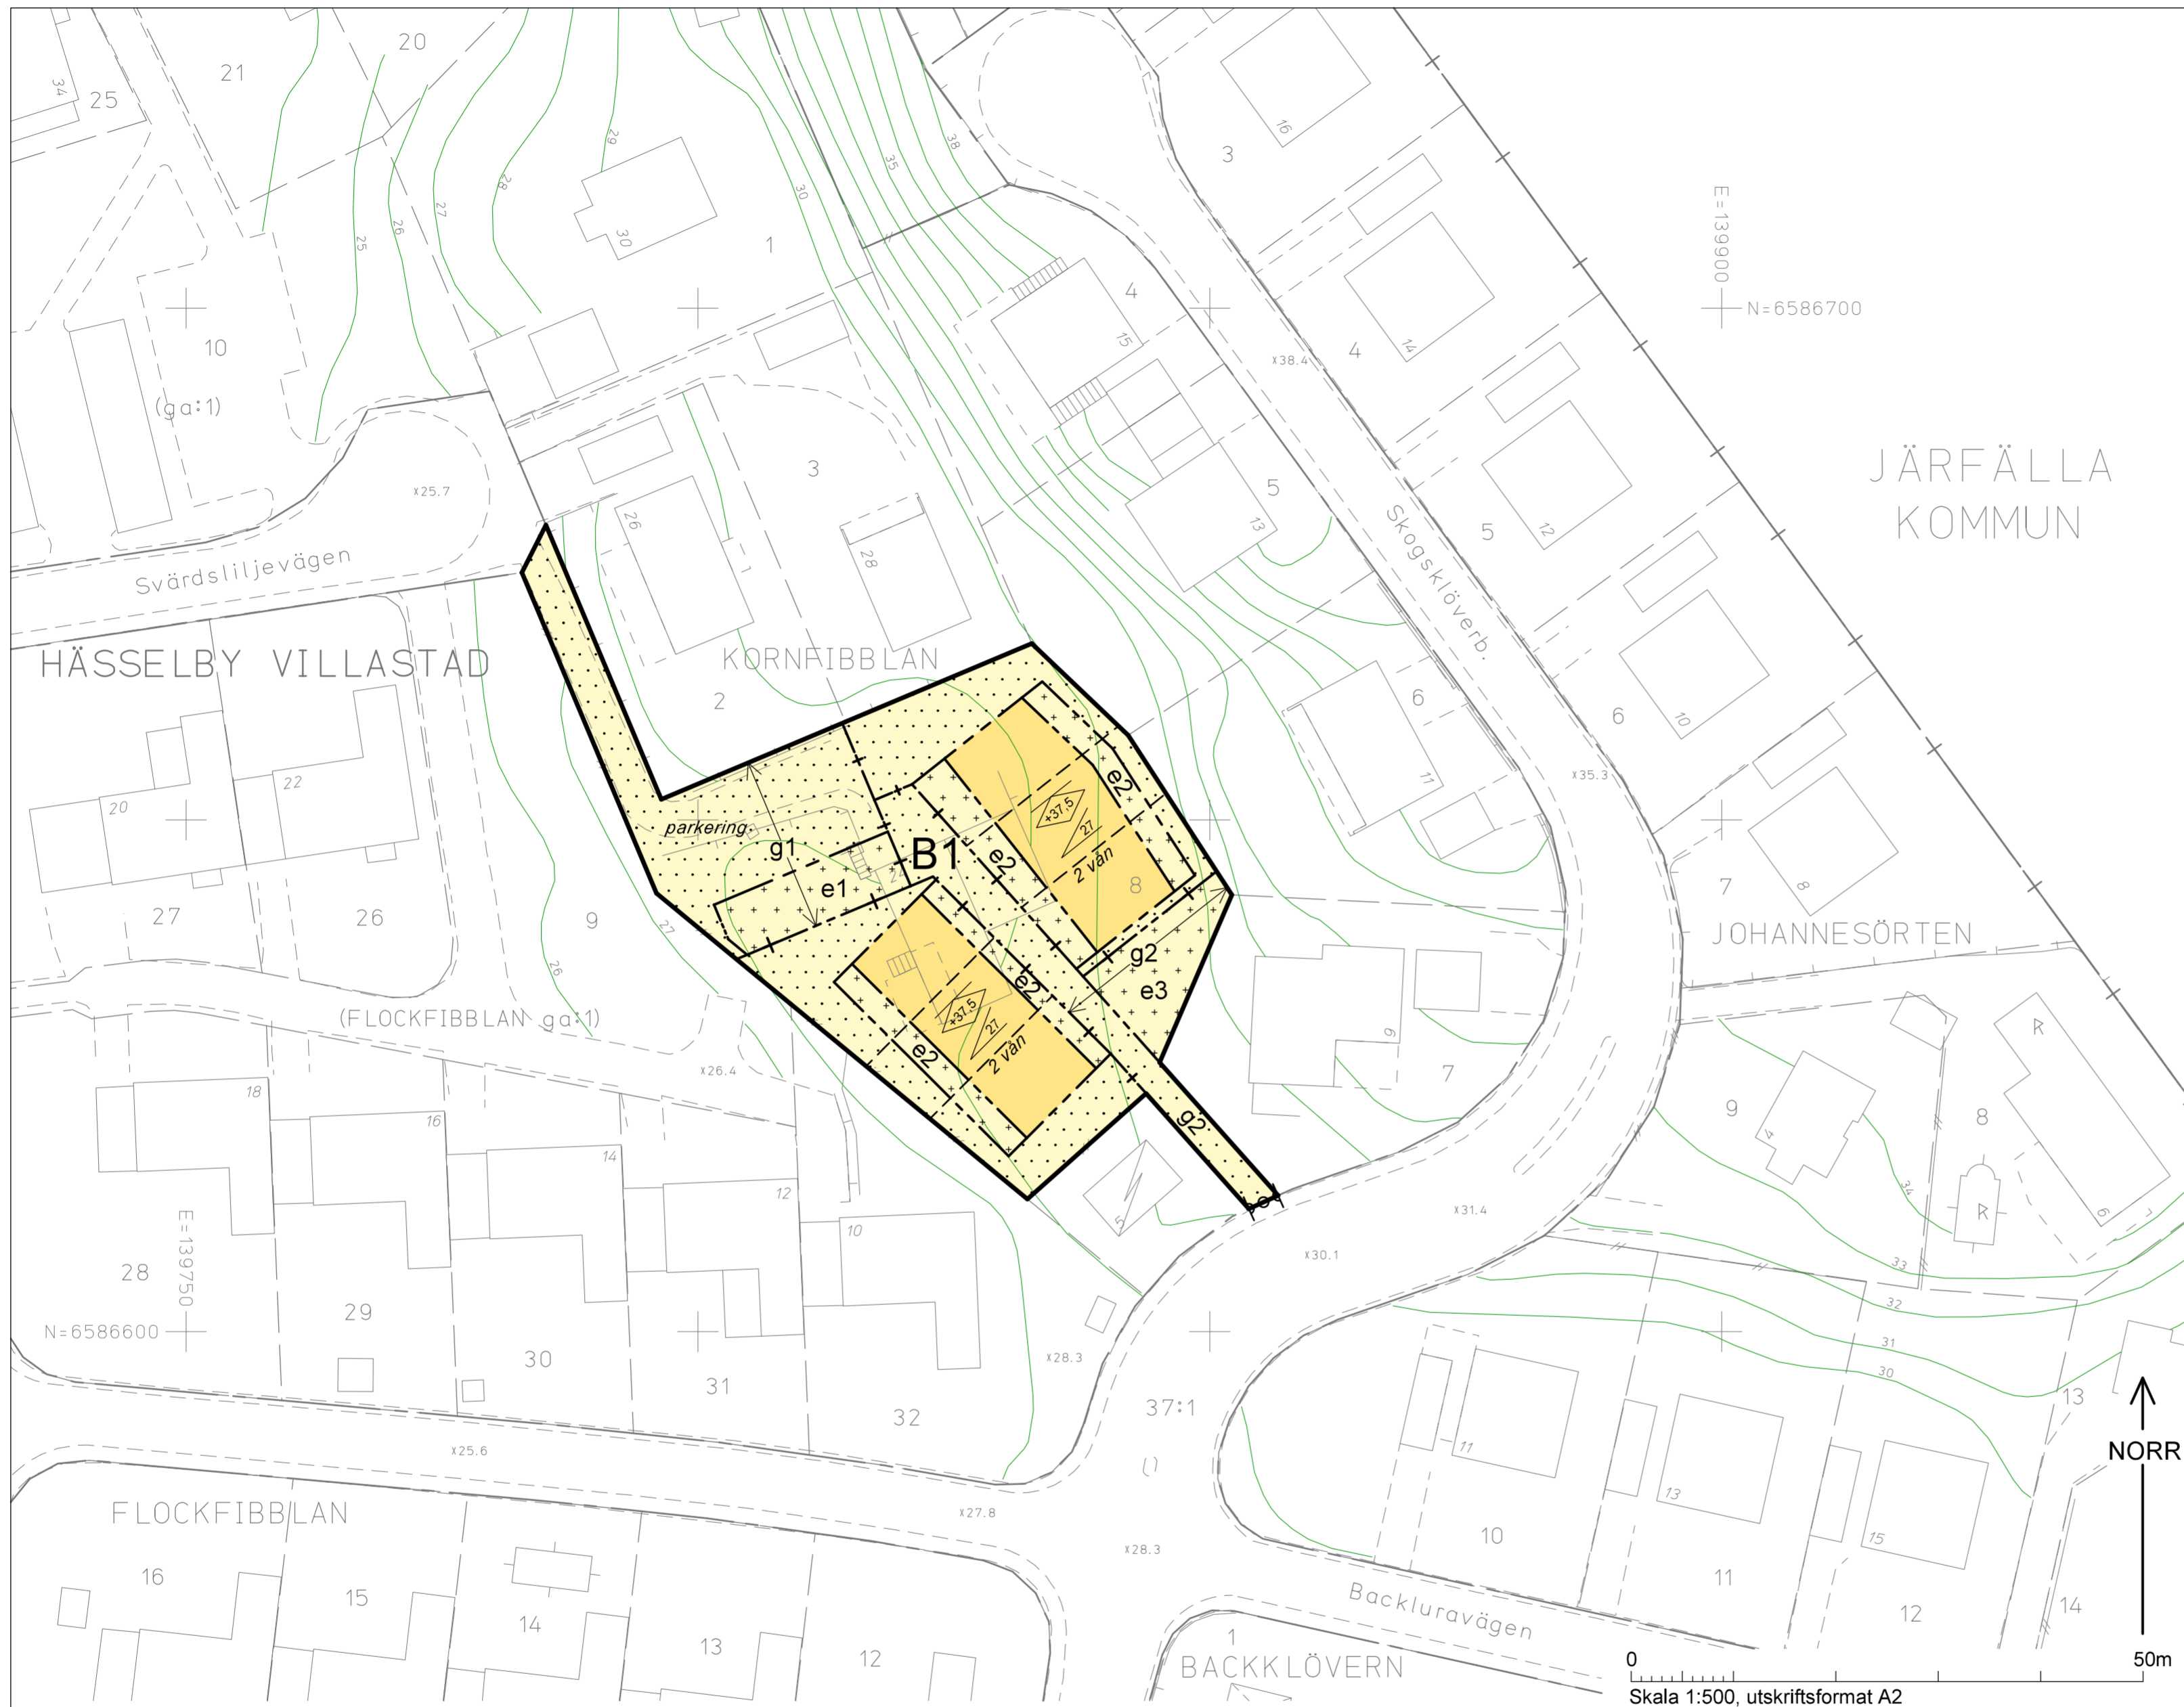 34
25
21
20
29
28
27
26
25
30
1
30
35
38
3
16
E=139900
N=6586700
10
(ga:1)
4
15
4
14
X38.4
JÄRFÄLLA
KOMMUN
X25.7
3
26
28
5
13
5
12
Skogsklöverb.
Svärdsliljevägen
HÄSSELBY VILLASTAD
KORNFIBBLAN
2
6
11
6
10
X35.3
22
20
27
26
9
27
26
parkering
g1
B1
e1
24
e2
e2
+37,5
27
2 vån
8
7
8
JOHANNESÖRTEN
g2
e3
e2
+37,5
27
2 vån
e2
(FLOCKFIBBLAN ga:1)
X26.4
9
7
g2
R
R
9
4
8
6
34
33
32
31
30
18
16
14
12
10
5
X31.4
X30.1
28
E=139750
N=6586600
29
30
31
32
X28.3
37:1
X25.6
X27.8
X28.3
11
13
15
10
11
12
13
14
NORR
FLOCKFIBBLAN
16
15
14
13
12
1
BACKKLÖVERN
Backluravägen
0 50m
Skala 1:500, utskriftsformat A2